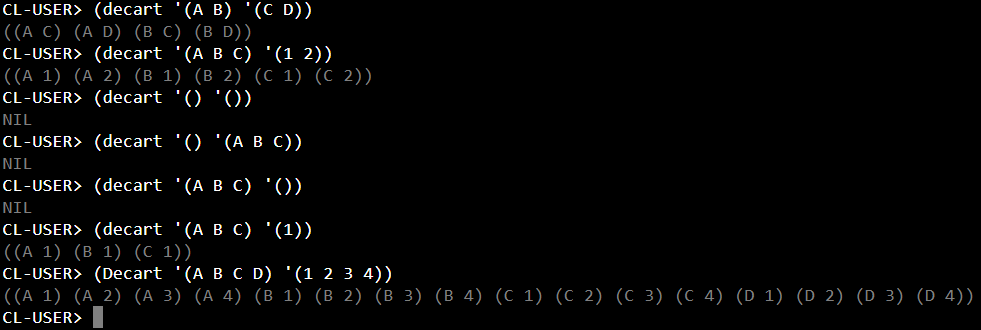 CL-USER> (decart '(A B) '(C D))
((A C) (A D) (B C) (B D))
CL-USER> (decart '(A B C) '(1 2))
((A 1) (A 2) (B 1) (B 2) (C 1) (C 2))
CL-USER> (decart '() '())
NIL
CL-USER> (decart '() '(A B C))
NIL
CL-USER> (decart '(A B C) '())
NIL
CL-USER> (decart '(A B C) '(1))
((A 1) (B 1) (C 1))
CL-USER> (Decart '(A B C D) '(1 2 3 4))
((A 1) (A 2) (A 3) (A 4) (B 1) (B 2) (B 3) (B 4) (C 1) (C 2) (C 3) (C 4) (D 1) (D 2) (D 3) (D 4))
CL-USER>